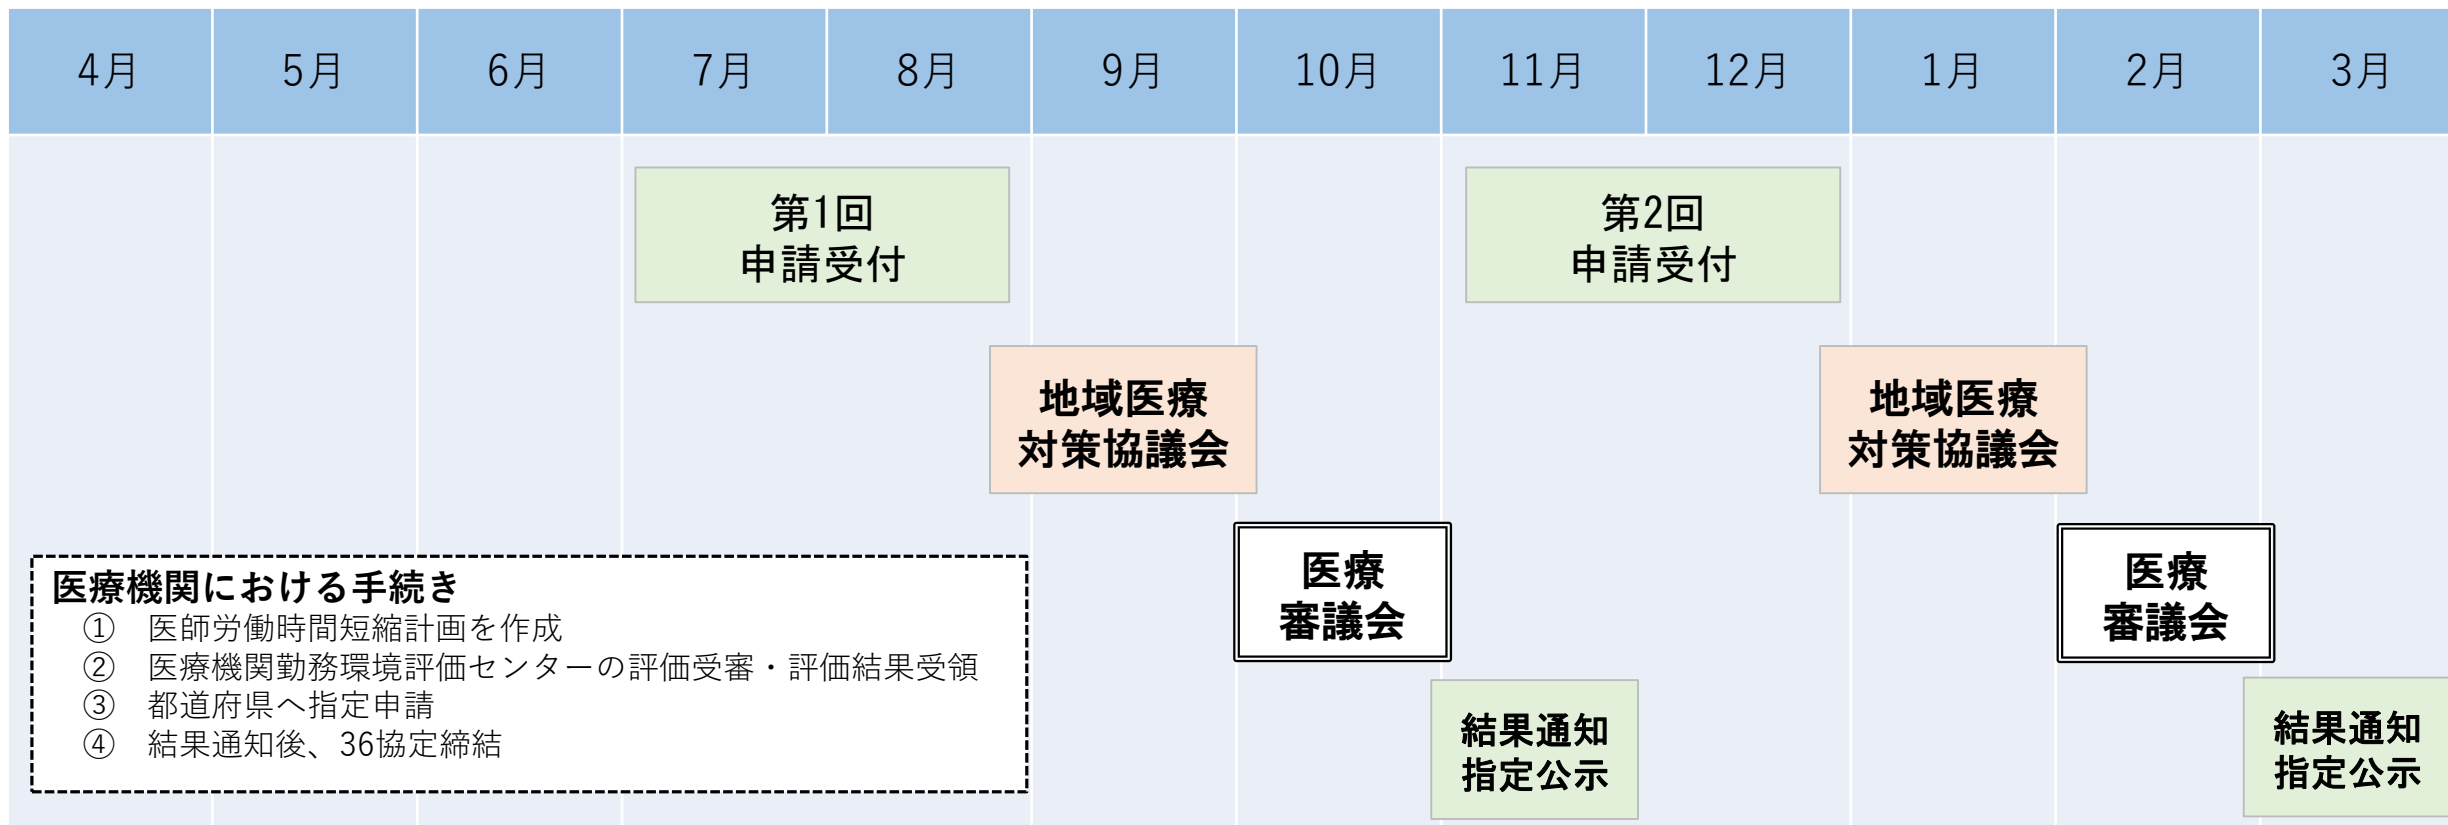 4月
5月
6月
7月
8月
9月
10月
11月
12月
1月
2月
3月
第1回
申請受付
第2回
申請受付
地域医療
対策協議会
地域医療
対策協議会
医療
審議会
医療
審議会
結果通知
指定公示
結果通知
指定公示
医療機関における手続き
① 医師労働時間短縮計画を作成
② 医療機関勤務環境評価センターの評価受審・評価結果受領
③ 都道府県へ指定申請
④ 結果通知後、36協定締結